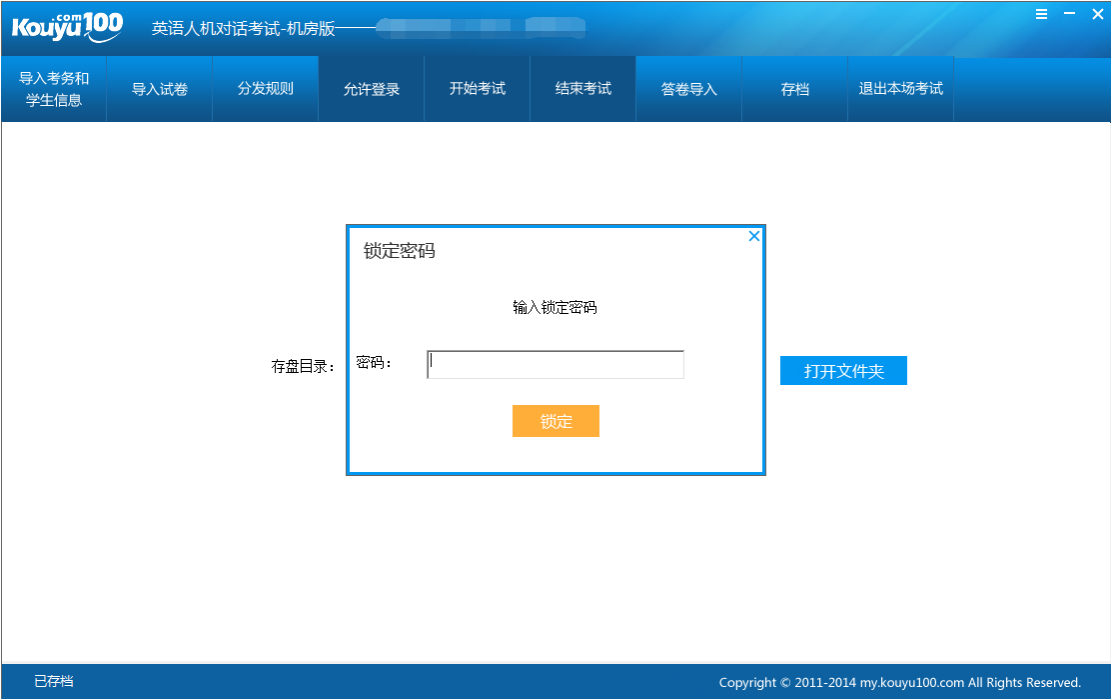 Kouyu.com100
英语人机对话考试-机房版
导入考务和
学生信息
导入试卷
分发规则
允许登录
开始考试
结束考试
答卷导入
存档
退出本场考试
锁定密码
输入锁定密码
存盘目录：
密码：
打开文件夹
锁定
已存档
Copyright © 2011-2014 my.kouyu100.com All Rights Reserved.